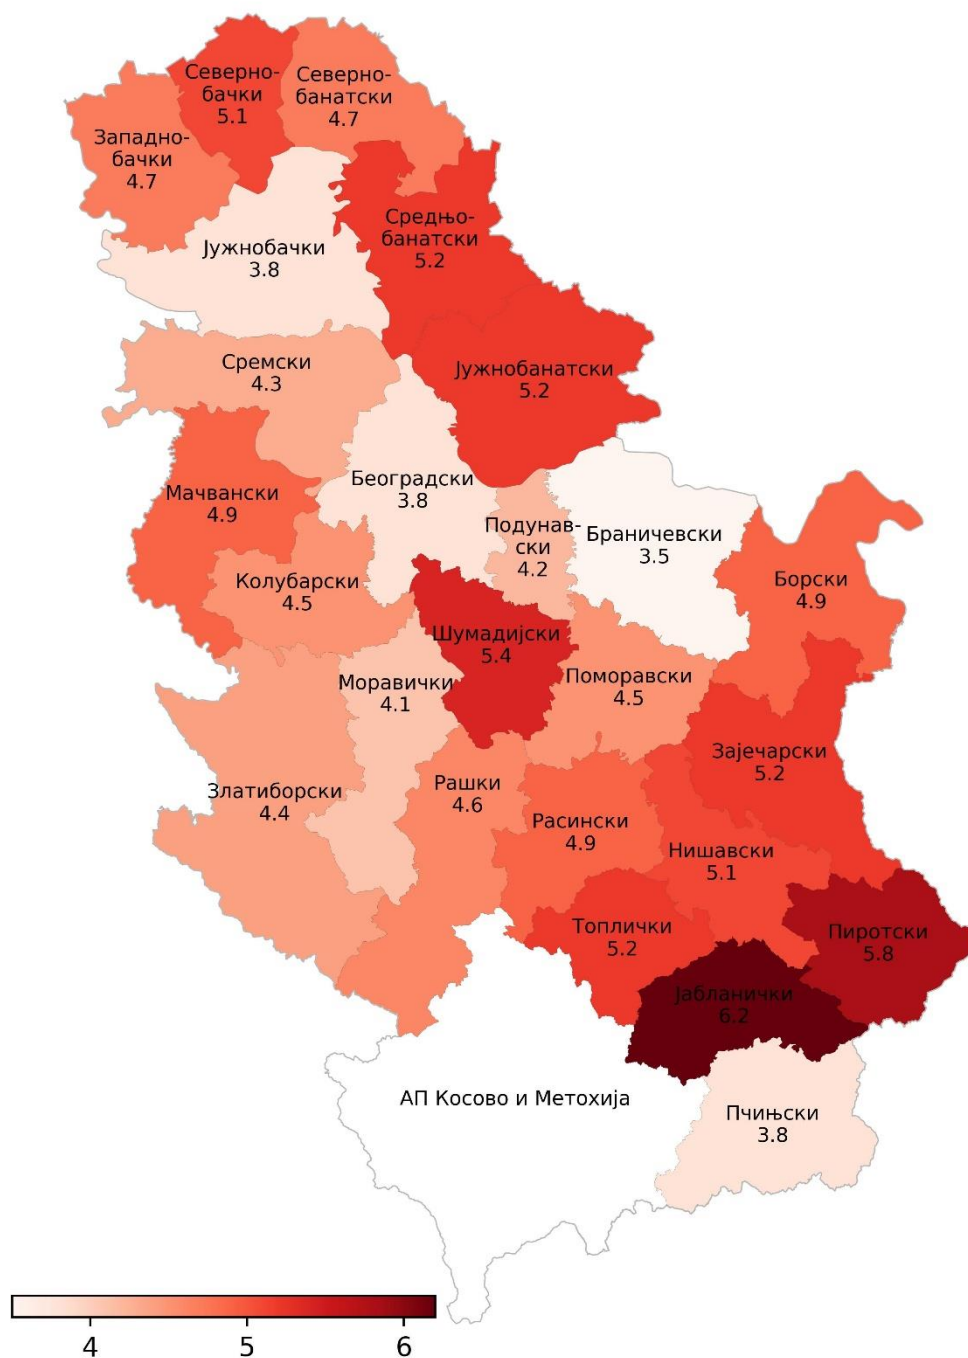 Северно-
бачки
5.1
Северно-
банатски
4.7
Западно-
бачки
4.7
Јужнобачки
3.8
Средњо-
банатски
5.2
Сремски
4.3
Јужнобанатски
5.2
Београдски
3.8
Мачвански
4.9
Подунав-
ски
4.2
Браничевски
3.5
Колубарски
4.5
Борски
4.9
Шумадијски
5.4
Моравички
4.1
Поморавски
4.5
Зајечарски
5.2
Златиборски
4.4
Рашки
4.6
Расински
4.9
Нишавски
5.1
Топлички
5.2
Пиротски
5.8
Јабланички
6.2
АП Косово и Метохија
Пчињски
3.8
4 5 6